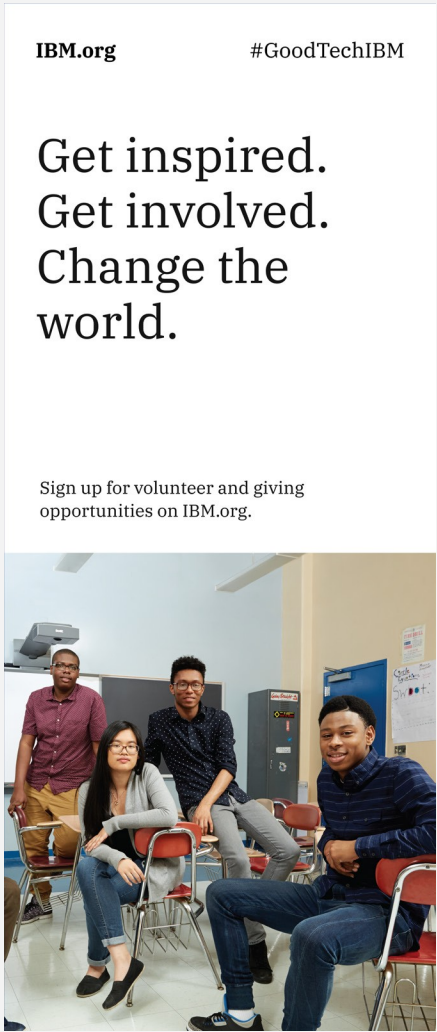 IBM.org
#GoodTechIBM
Get inspired.
Get involved.
Change the
world.
Sign up for volunteer and giving
opportunities on IBM.org.